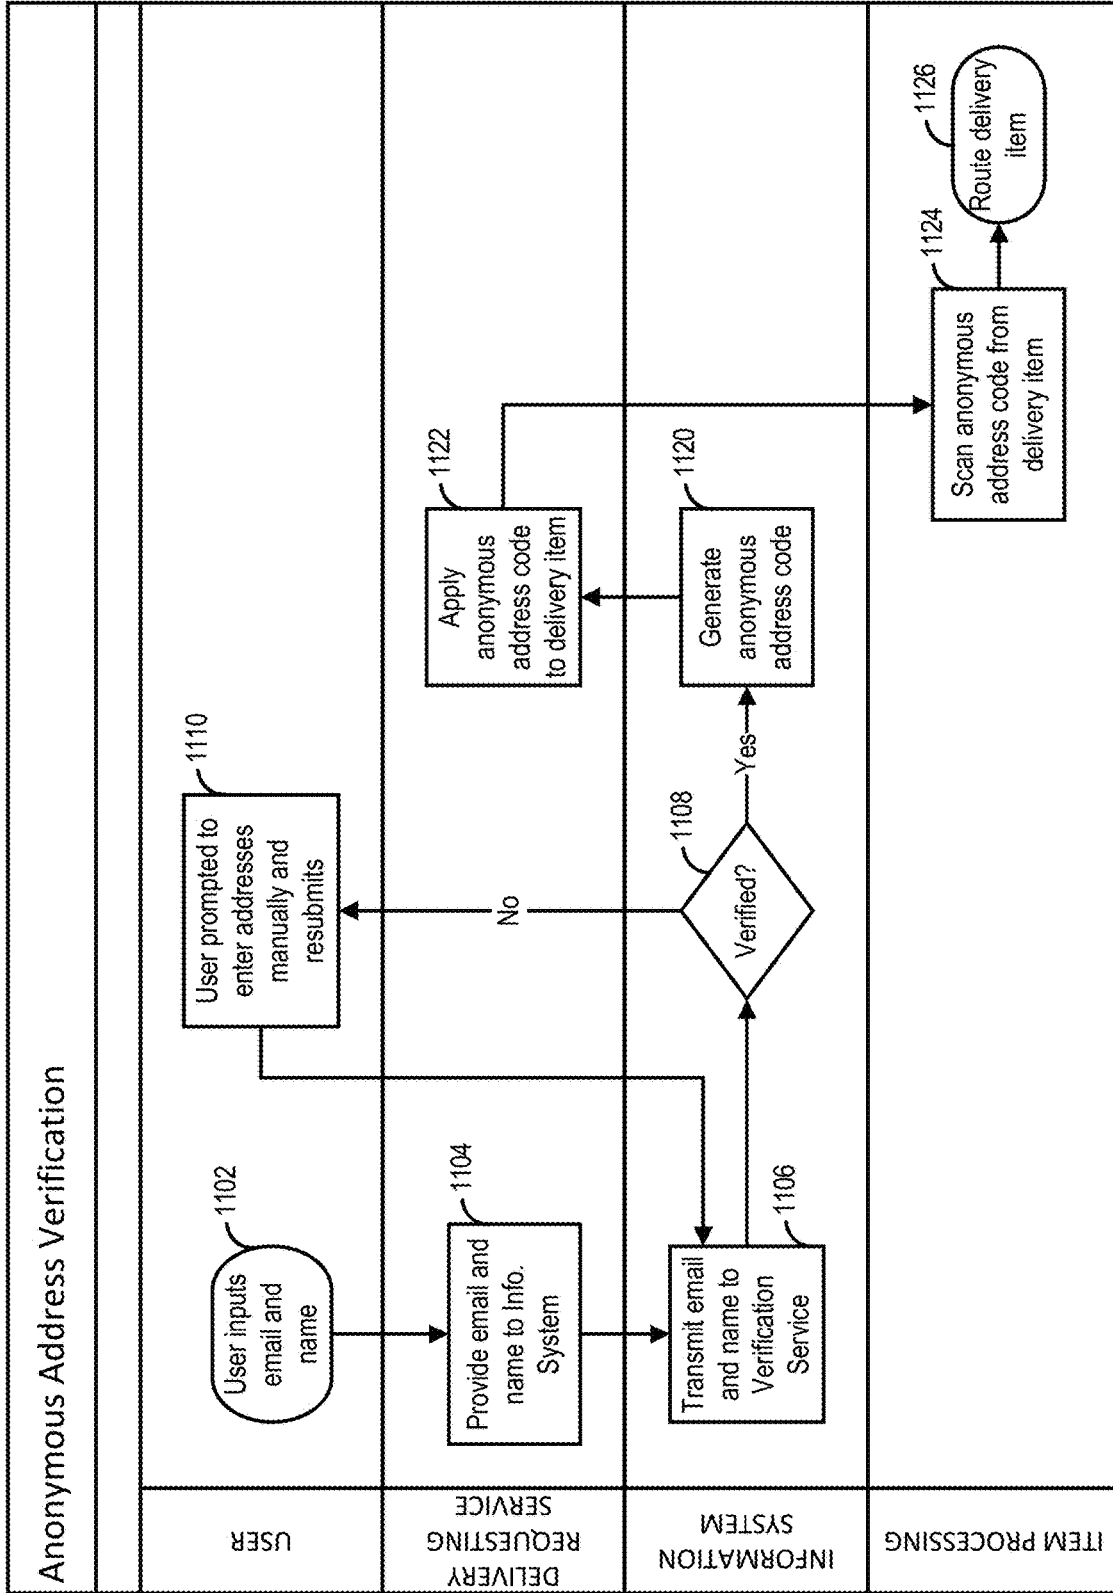 Anonymous Address Verification
USER
1102
User inputs
email and
name
1110
User prompted to
enter addresses
manually and
resubmits
DELIVERY
REQUESTING
SERVICE
1104
Provide email and
name to Info.
System
No
1122
Apply
anonymous
address code
to delivery item
INFORMATION
SYSTEM
1106
Transmit email
and name to
Verification
Service
1108
Verified?
Yes
1120
Generate
anonymous
address code
ITEM PROCESSING
1124
Scan anonymous
address code from
delivery item
1126
Route delivery
item